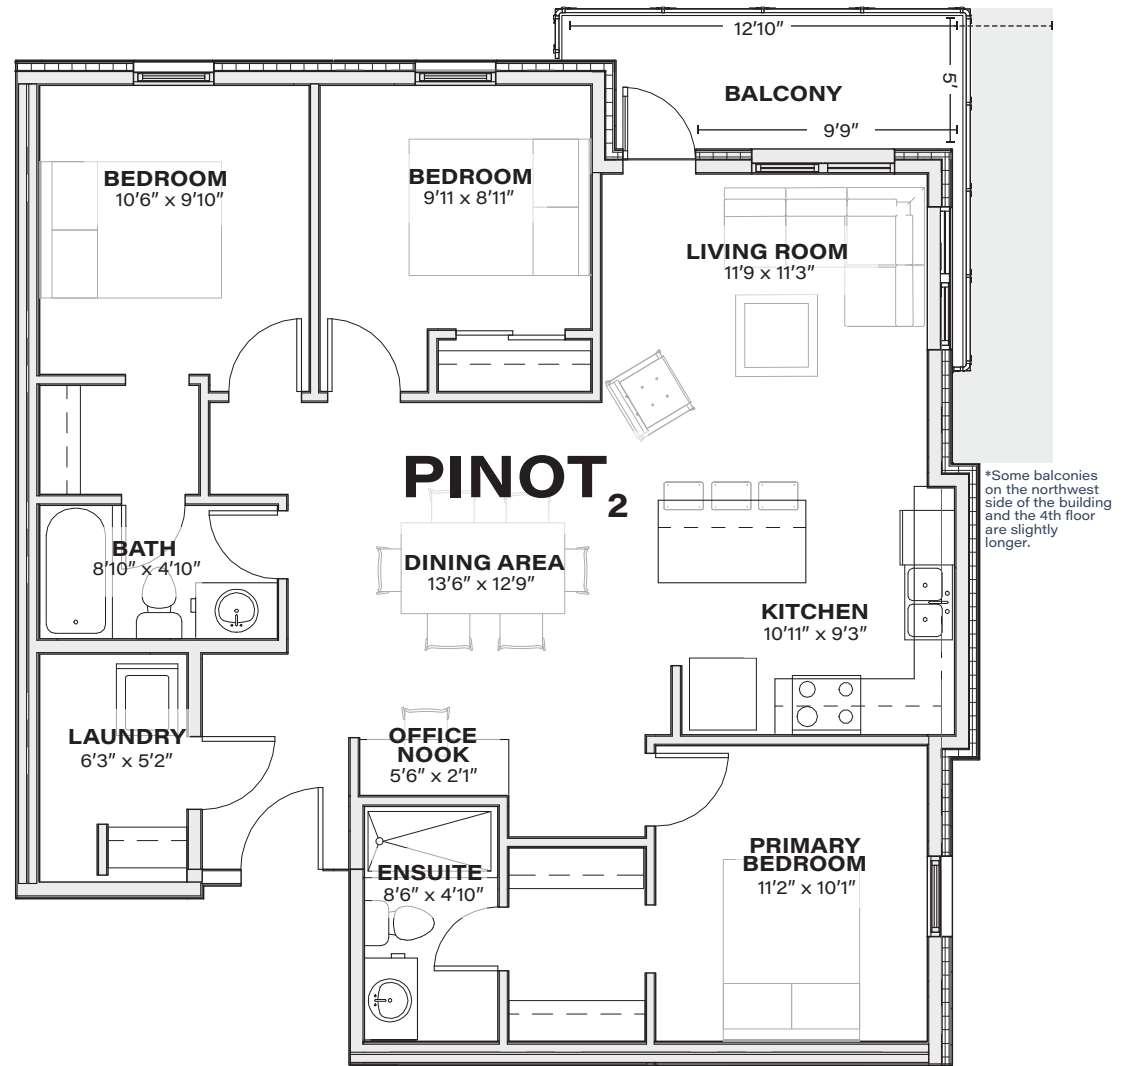 12'10"
5'
BALCONY
9'9"
BEDROOM
10'6" x 9'10"
BEDROOM
9'11 x 8'11"
LIVING ROOM
11'9 x 11'3"
PINOT2
*Some balconies
on the northwest
side of the building
and the 4th floor
are slightly
longer.
BATH
8'10" x 4'10"
DINING AREA
13'6" x 12'9"
KITCHEN
10'11" x 9'3"
LAUNDRY
6'3" x 5'2"
OFFICE
NOOK
5'6" x 2'1"
PRIMARY
BEDROOM
11'2" x 10'1"
ENSUITE
8'6" x 4'10"